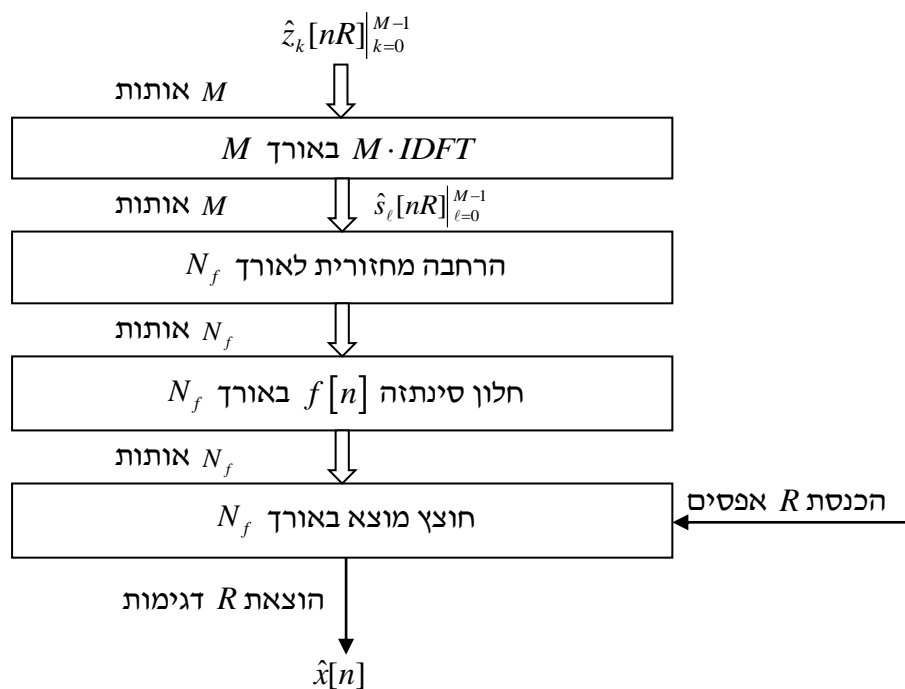 $\hat{z}_k[nR]\Big|_{k=0}^{M-1}$
M אותות
M·IDFT באורך M
M אותות
$\hat{s}_\ell[nR]\Big|_{\ell=0}^{M-1}$
הרחבה מחזורית לאורך $N_f$
$N_f$ אותות
חלון סינתזה f[n] באורך $N_f$
$N_f$ אותות
הכנסת R אפסים
חוצץ מוצא באורך $N_f$
הוצאת R דגימות
$\hat{x}[n]$